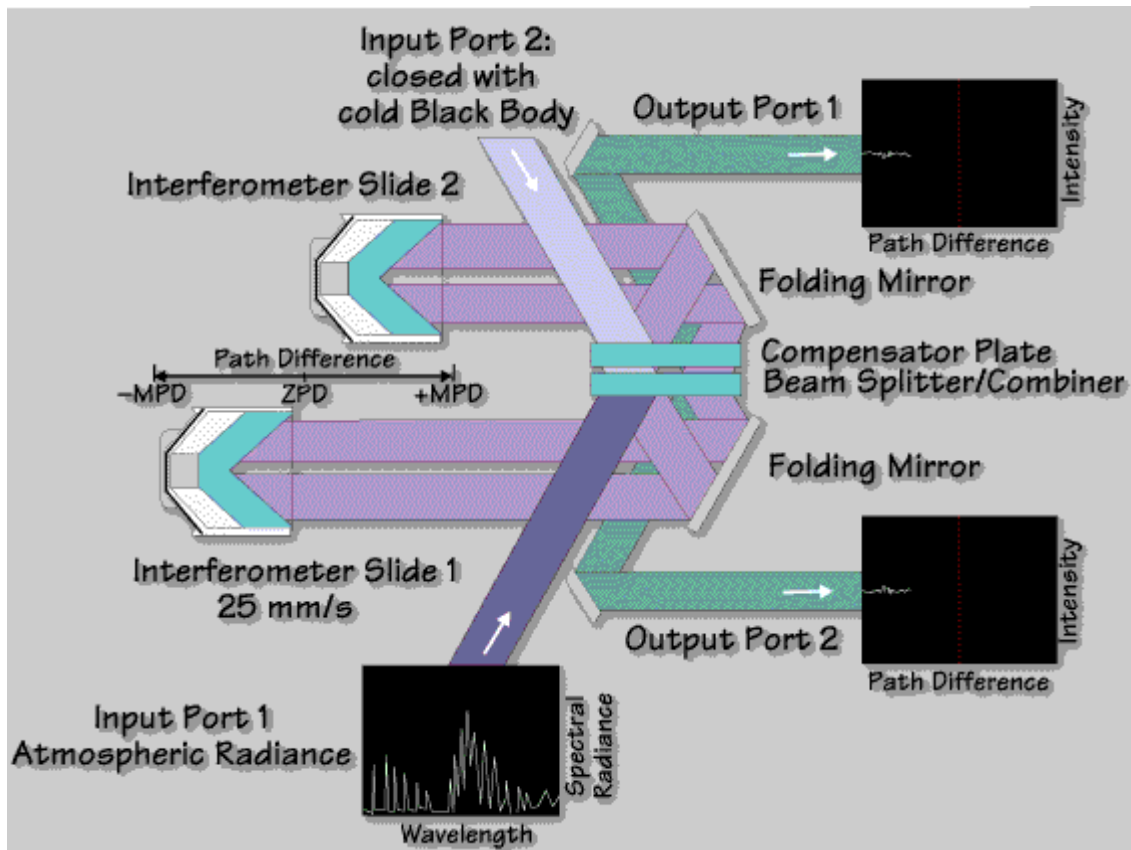 Input Port 2:
closed with
cold Black Body
Output Port 1
Intensity
Path Difference
Interferometer Slide 2
Folding Mirror
Path Difference
–MPD ZPD +MPD
Compensator Plate
Beam Splitter/Combiner
Folding Mirror
Interferometer Slide 1
25 mm/s
Output Port 2
Intensity
Path Difference
Input Port 1
Atmospheric Radiance
Spectral
Radiance
Wavelength